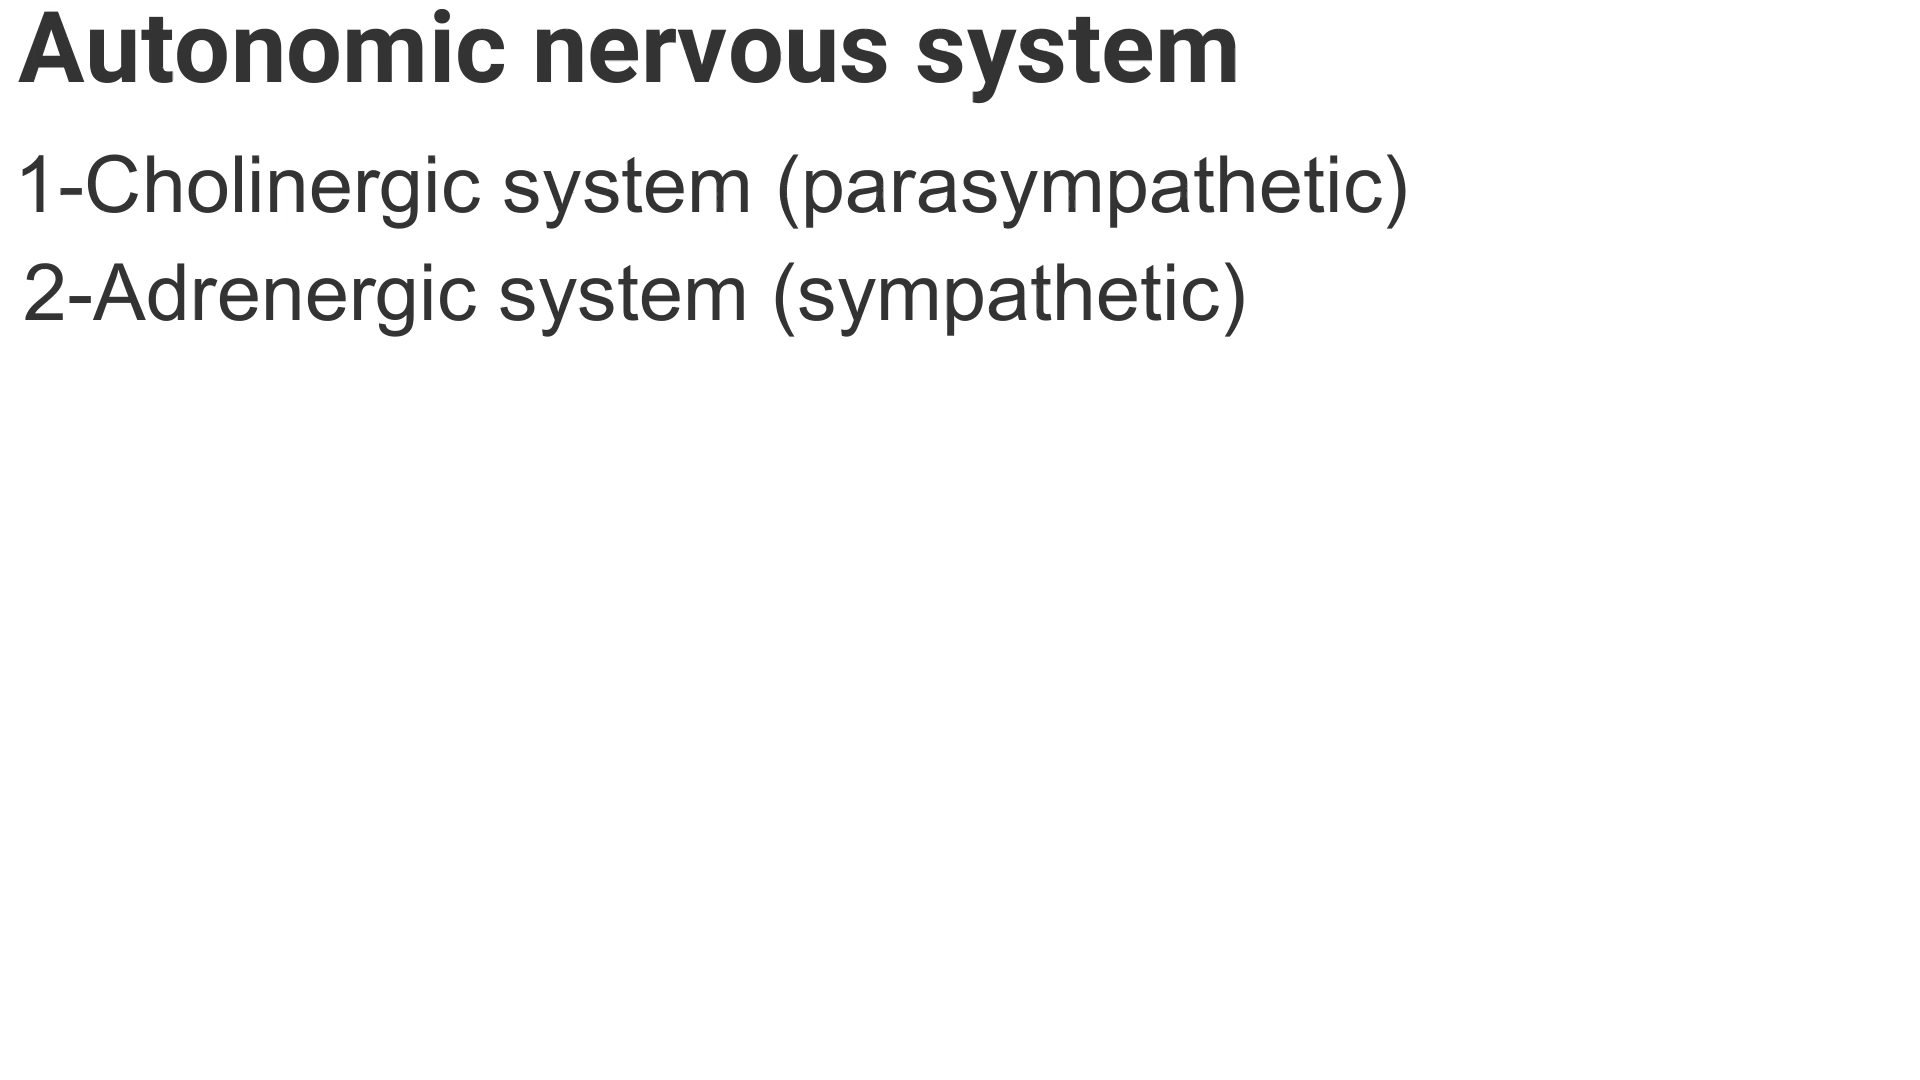 Autonomic nervous system
1-Cholinergic system (parasympathetic)
2-Adrenergic system (sympathetic)